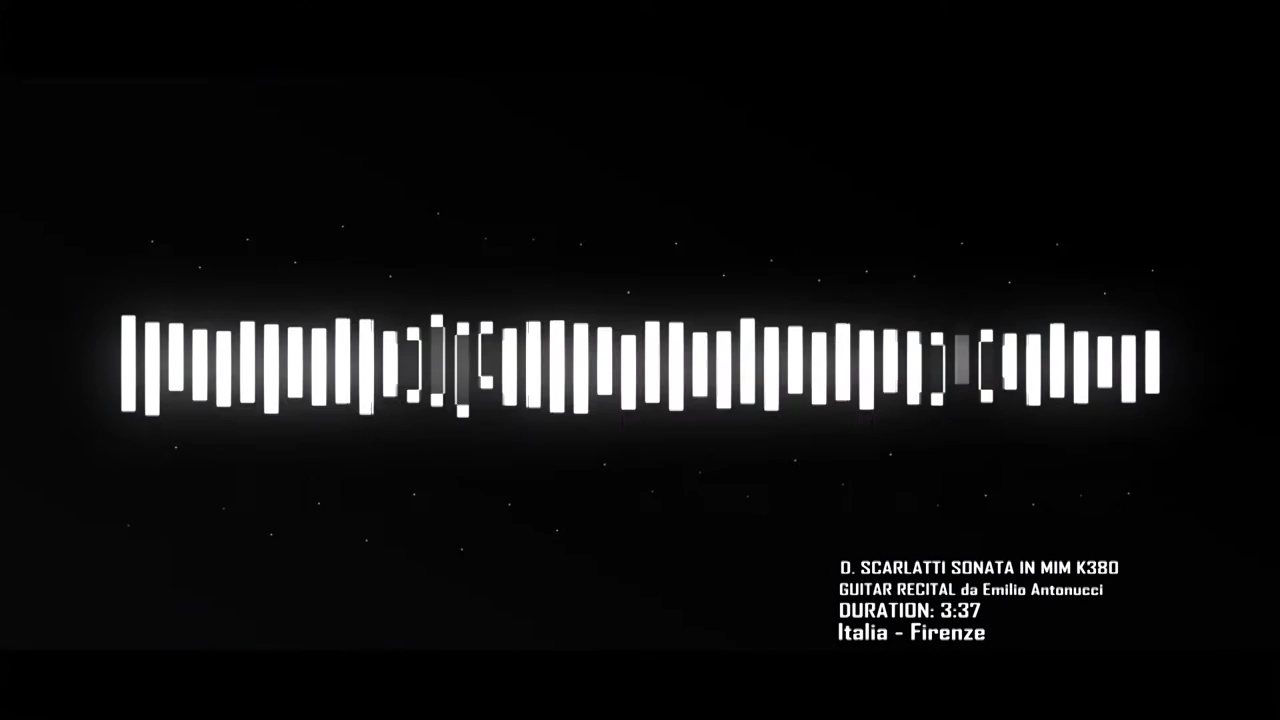 D. SCARLATTI SONATA IN MIM K380
GUITAR RECITAL da Emilio Antonucci
DURATION: 3:37
Italia - Firenze